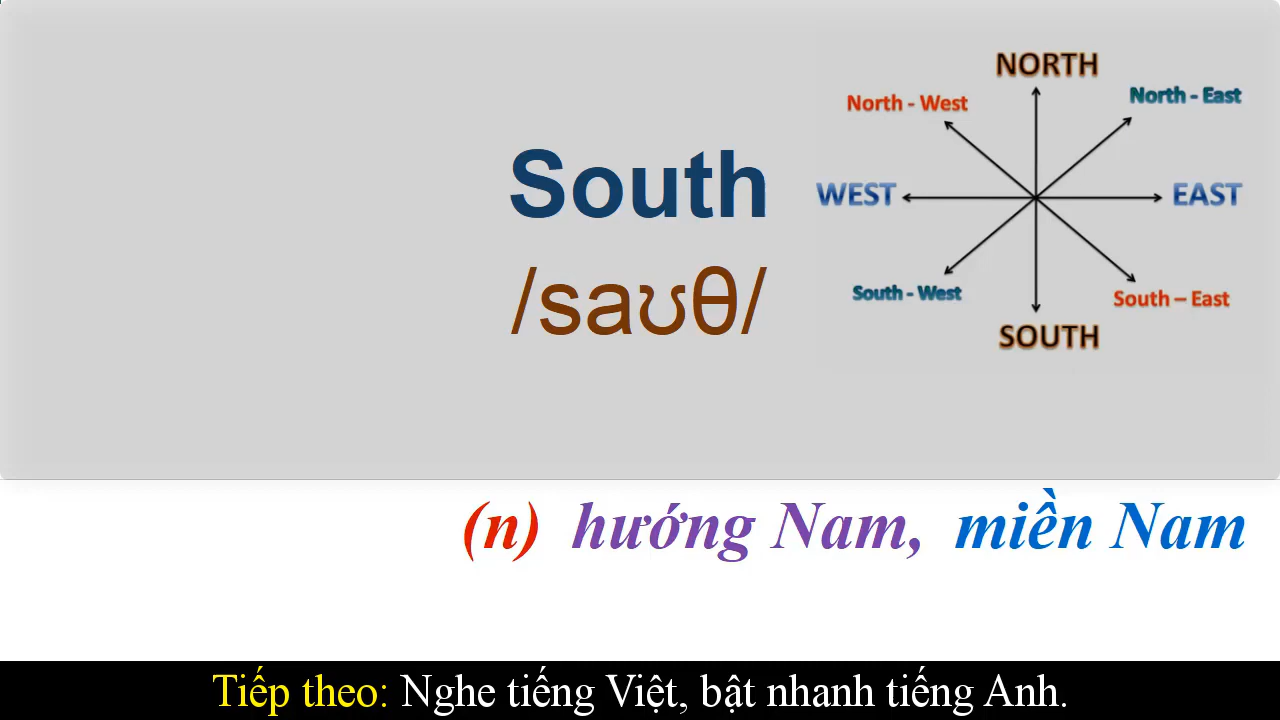 South
/saʊθ/
NORTH
North - West
North - East
WEST
EAST
South - West
South – East
SOUTH
(n) hướng Nam, miền Nam
Tiếp theo: Nghe tiếng Việt, bật nhanh tiếng Anh.